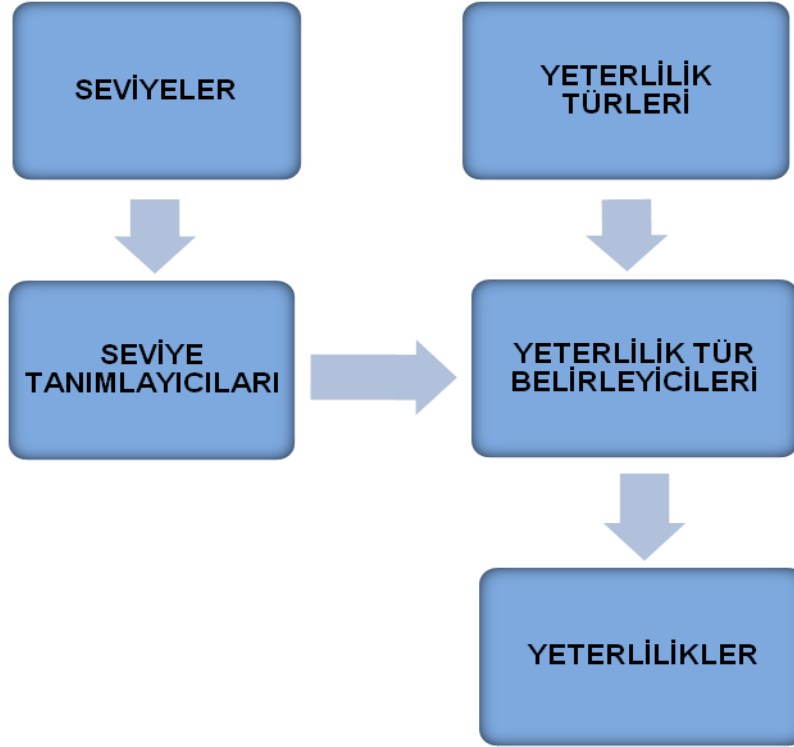 SEVİYELER
YETERLİLİK
TÜRLERİ
SEVİYE
TANIMLAYICILARI
YETERLİLİK TÜR
BELİRLEYİCİLERİ
YETERLİLİKLER